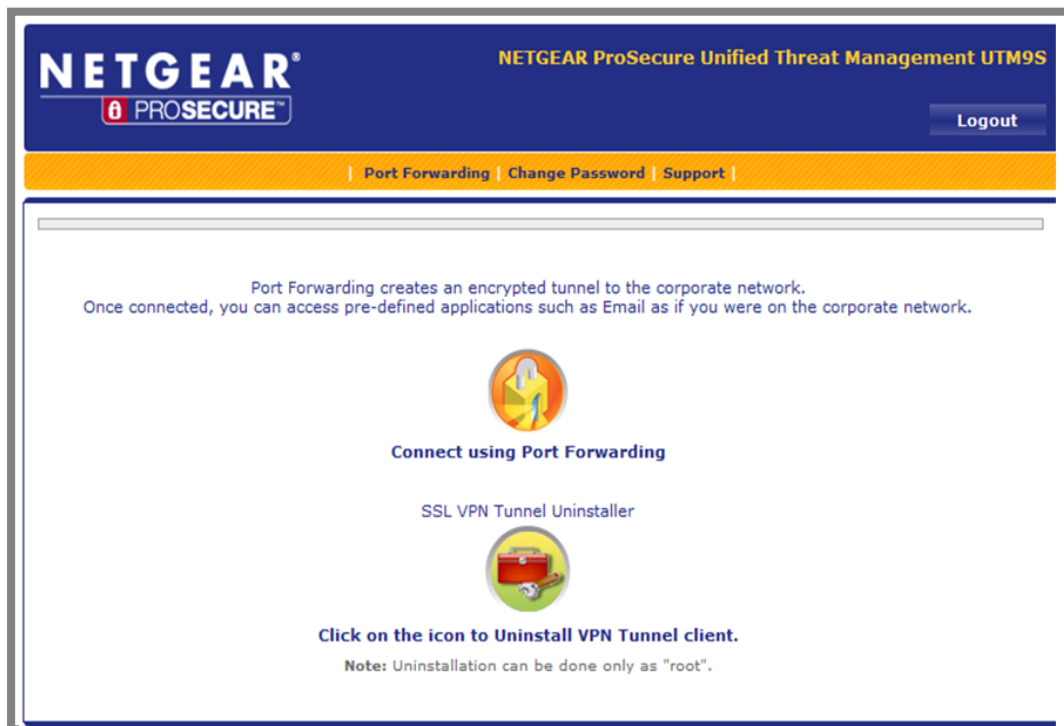 NETGEAR®
PROSECURE™
NETGEAR ProSecure Unified Threat Management UTM9S
Logout
| Port Forwarding | Change Password | Support |
Port Forwarding creates an encrypted tunnel to the corporate network.
Once connected, you can access pre-defined applications such as Email as if you were on the corporate network.
Connect using Port Forwarding
SSL VPN Tunnel Uninstaller
Click on the icon to Uninstall VPN Tunnel client.
Note: Uninstallation can be done only as "root".